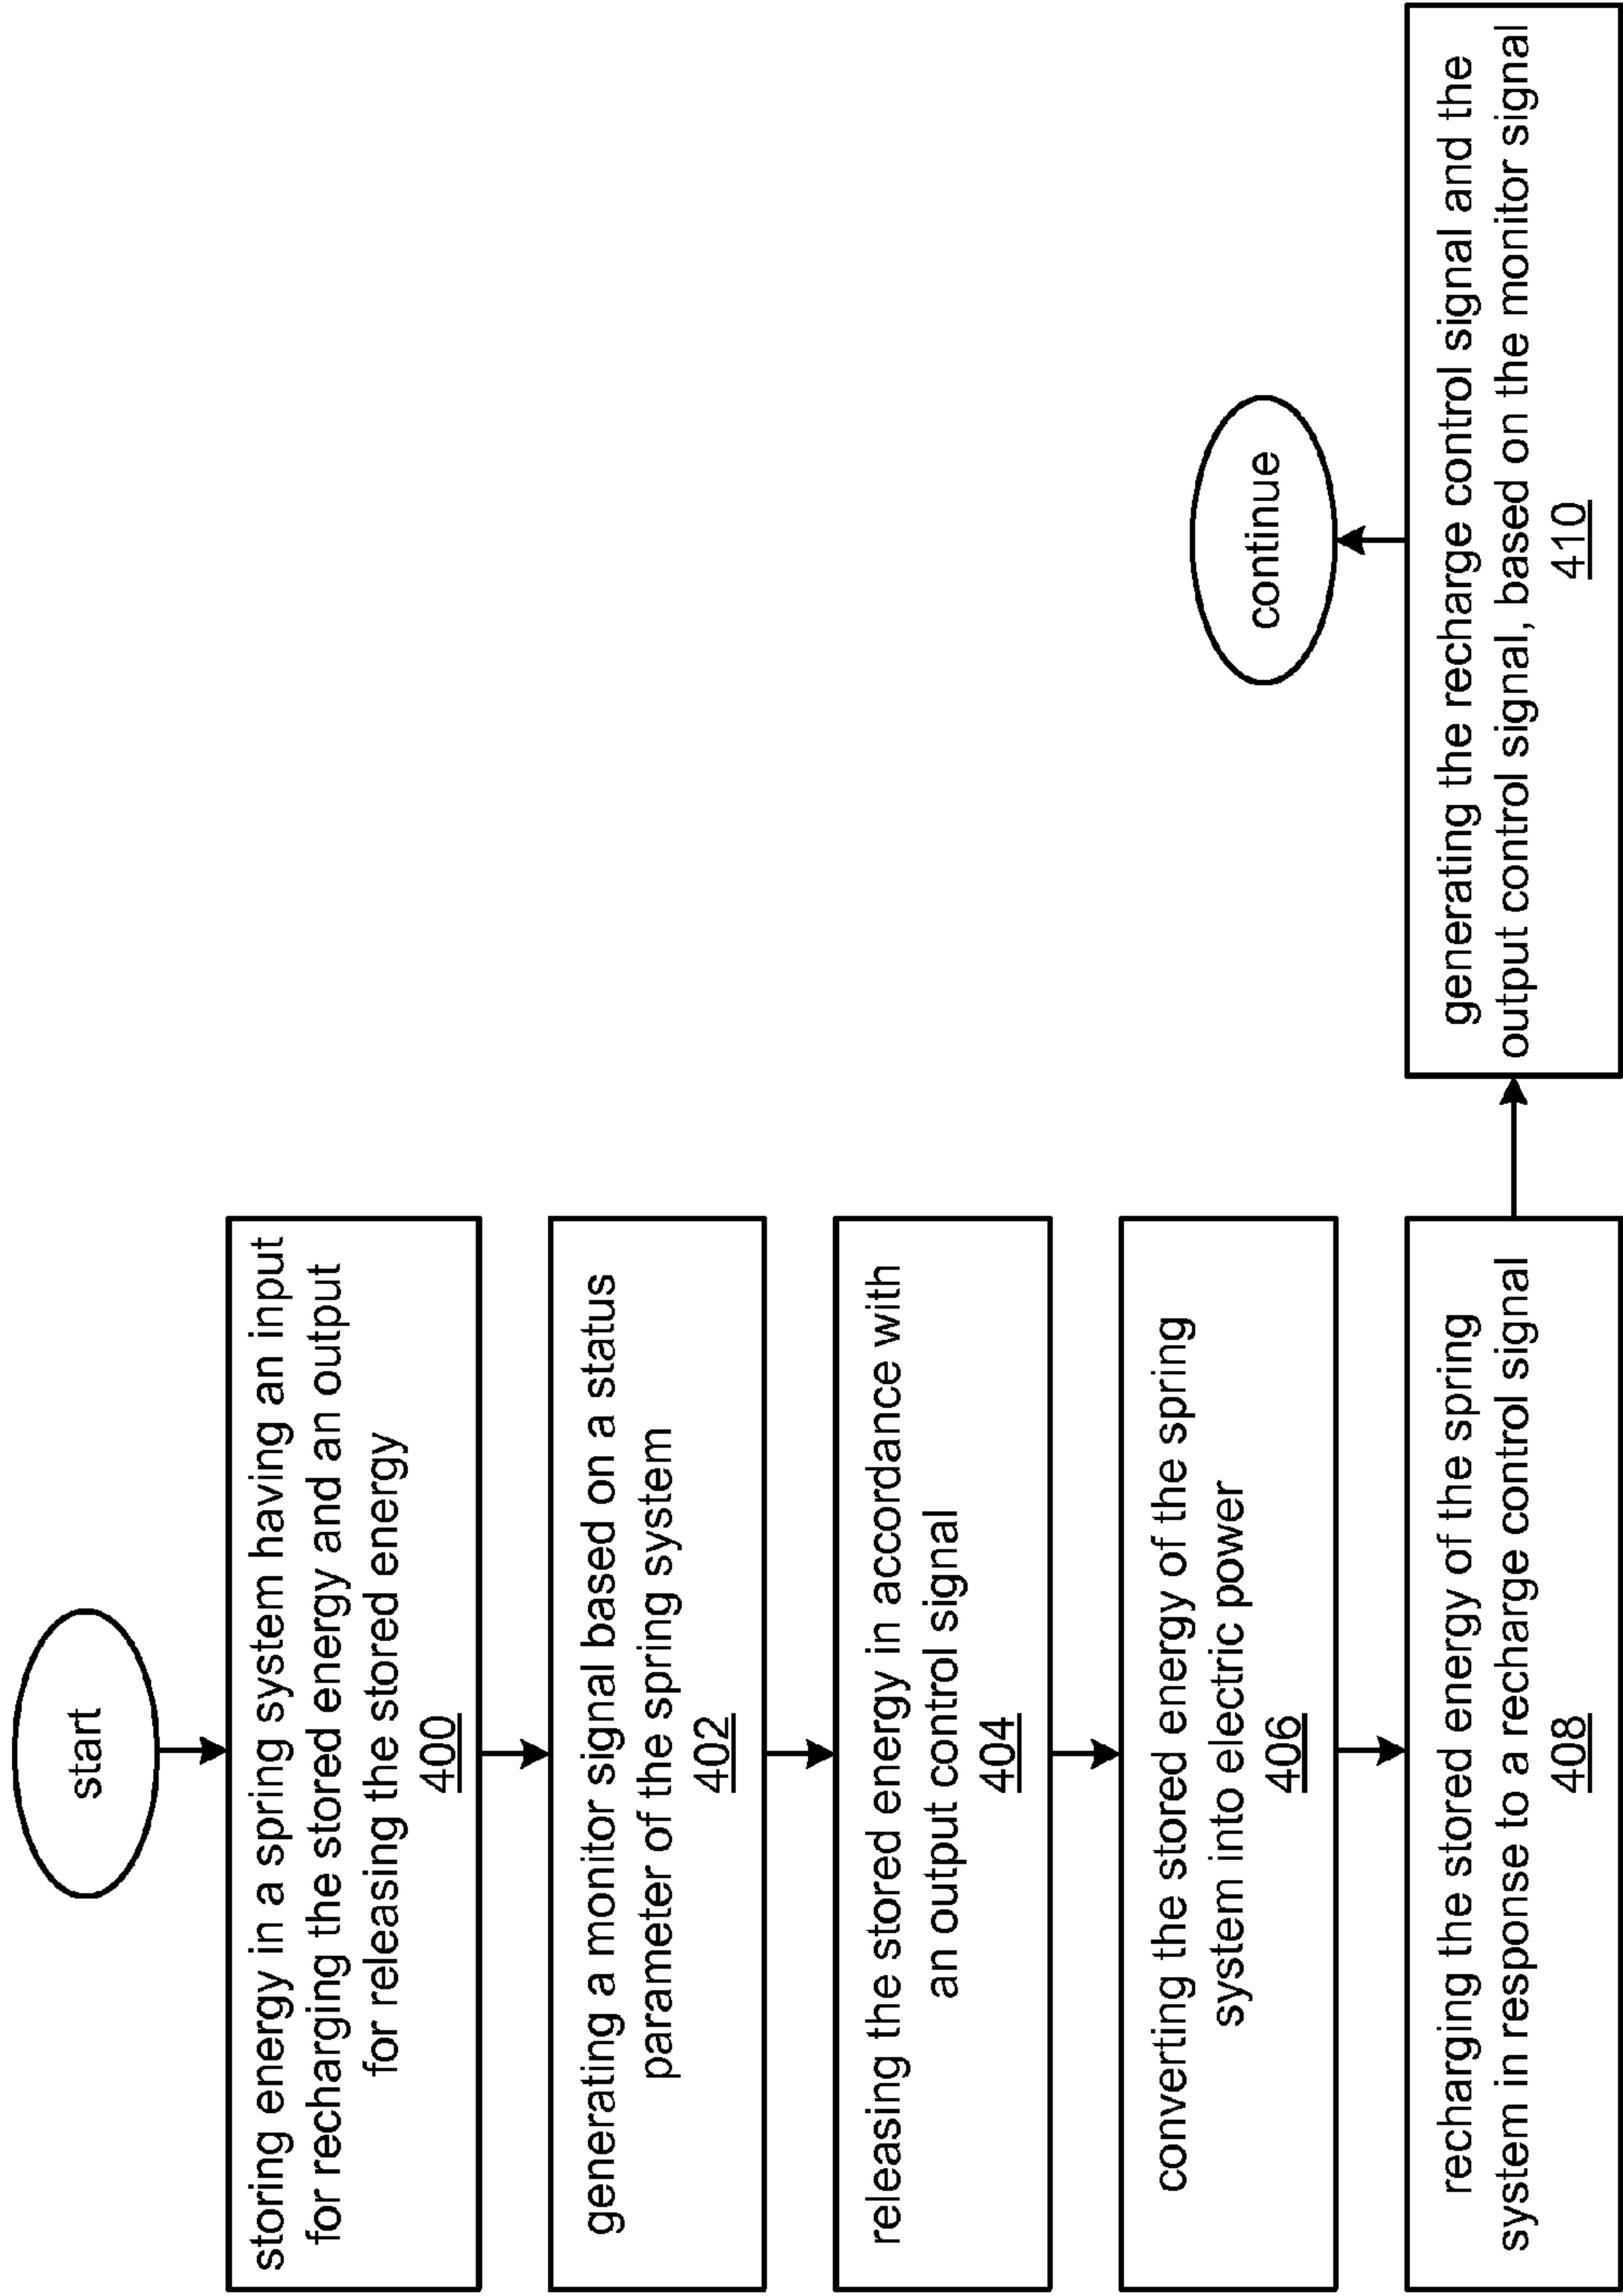 start
storing energy in a spring system having an input
for recharging the stored energy and an output
for releasing the stored energy
400
generating a monitor signal based on a status
parameter of the spring system
402
releasing the stored energy in accordance with
an output control signal
404
converting the stored energy of the spring
system into electric power
406
recharging the stored energy of the spring
system in response to a recharge control signal
408
generating the recharge control signal and the
output control signal, based on the monitor signal
410
continue